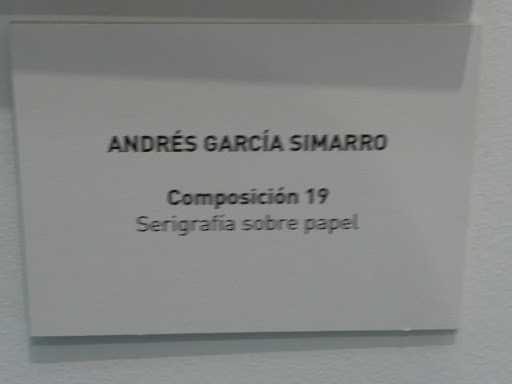 ANDRÉS GARCÍA SIMARRO
Composición 19
Serigrafía sobre papel